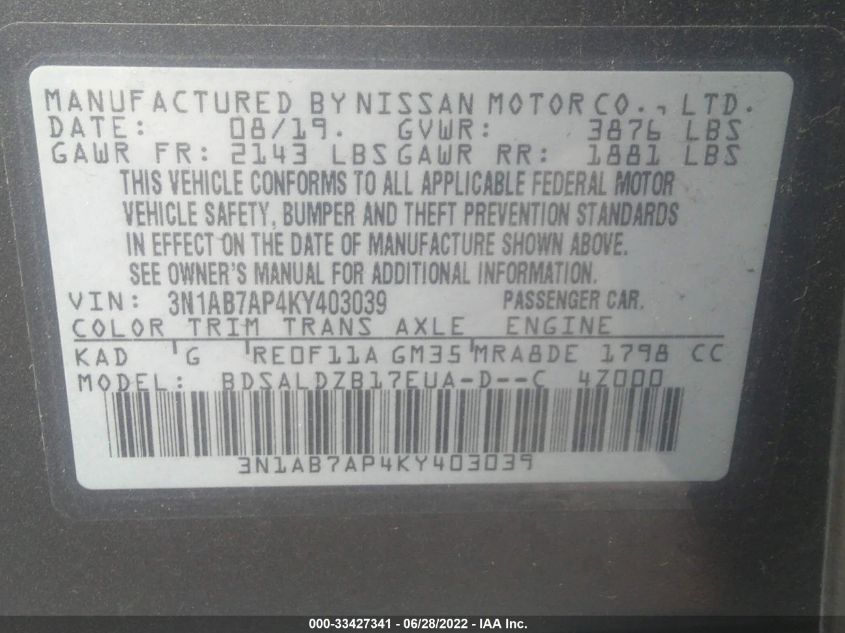 MANUFACTURED BY NISSAN MOTOR CO., LTD.
DATE: 08/19. GVWR: 3876 LBS
GAWR FR: 2143 LBS GAWR RR: 1881 LBS
THIS VEHICLE CONFORMS TO ALL APPLICABLE FEDERAL MOTOR
VEHICLE SAFETY, BUMPER AND THEFT PREVENTION STANDARDS
IN EFFECT ON THE DATE OF MANUFACTURE SHOWN ABOVE.
SEE OWNER'S MANUAL FOR ADDITIONAL INFORMATION.
VIN: 3N1AB7AP4KY403039 PASSENGER CAR.
COLOR TRIM TRANS AXLE ENGINE
KAD G RE0F11A GM35 MRA8DE 1798 CC
MODEL: BDSALDZB17EUA-D--C 4Z000
3N1AB7AP4KY403039
000-33427341 - 06/28/2022 - IAA Inc.